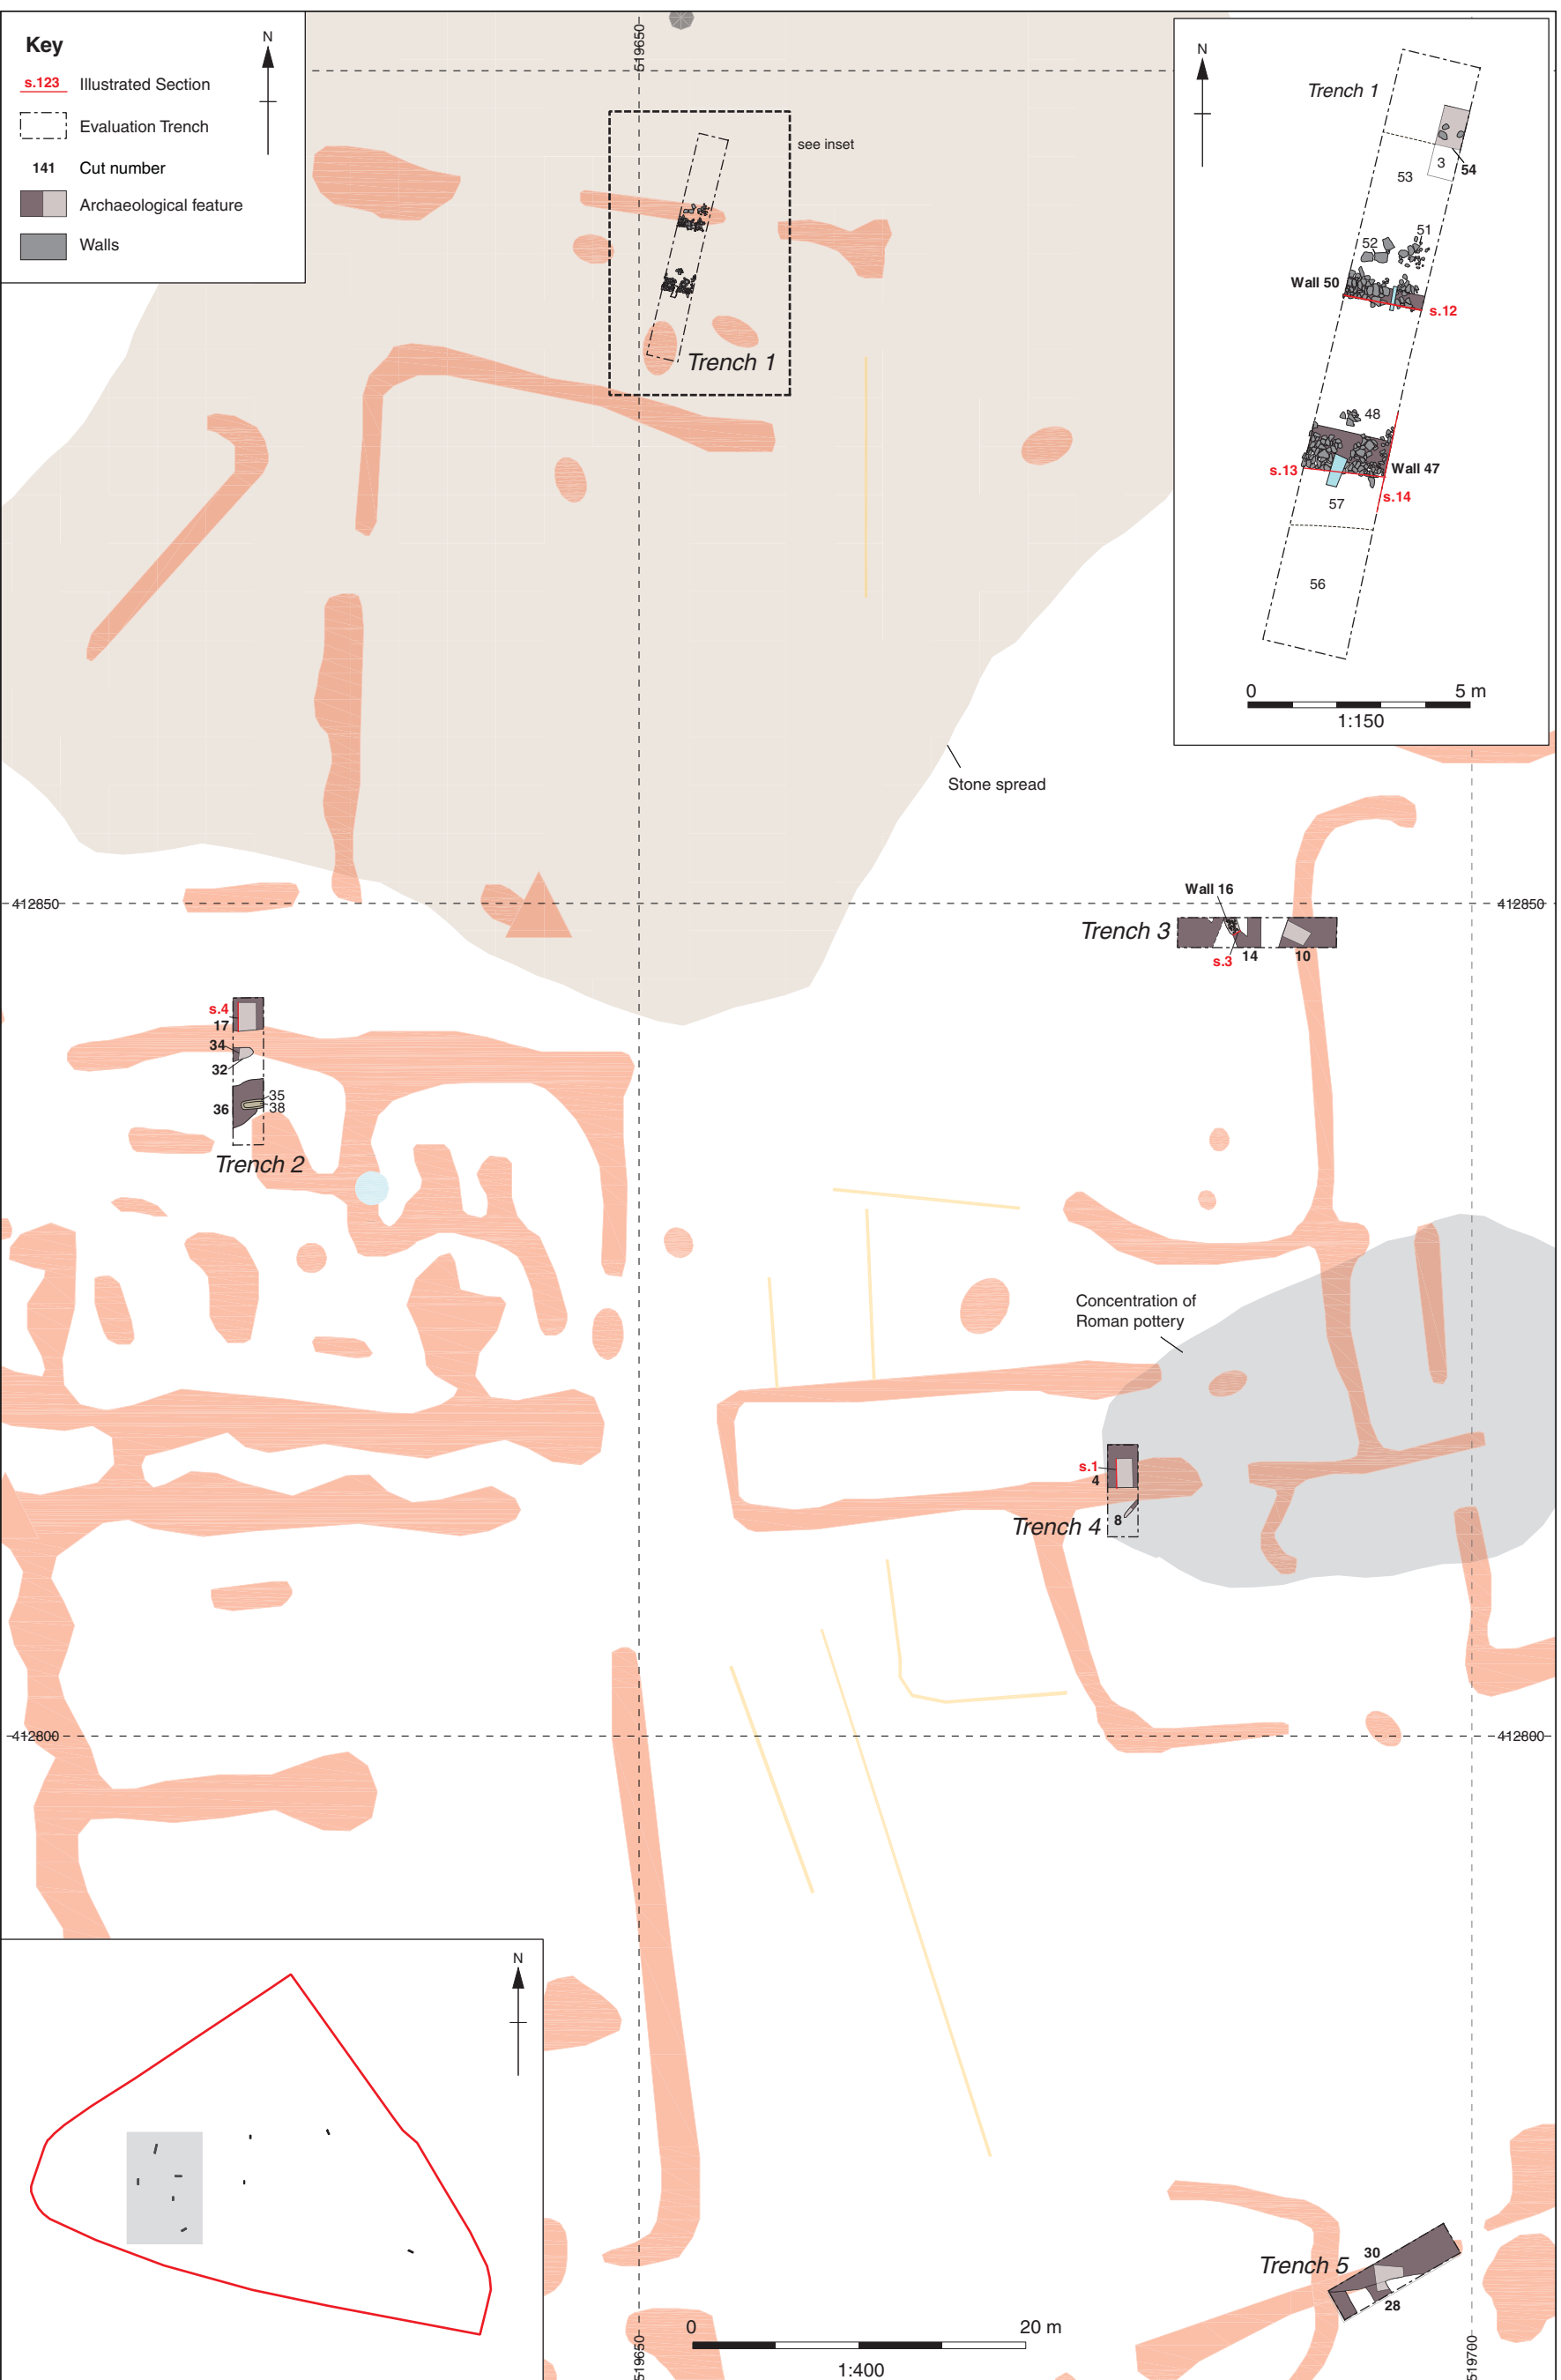 Key
N
s.123 Illustrated Section
Evaluation Trench
141 Cut number
Archaeological feature
Walls
519650
see inset
Trench 1
N
Trench 1
53
3
54
52
51
Wall 50
s.12
48
s.13
Wall 47
s.14
57
56
0 5 m
1:150
Stone spread
412850
412850
Wall 16
Trench 3
s.3
14
10
s.4
17
34
32
36
35
38
Trench 2
Concentration of
Roman pottery
s.1
4
8
Trench 4
412800
412800
N
Trench 5
30
28
0 20 m
1:400
519650
519700